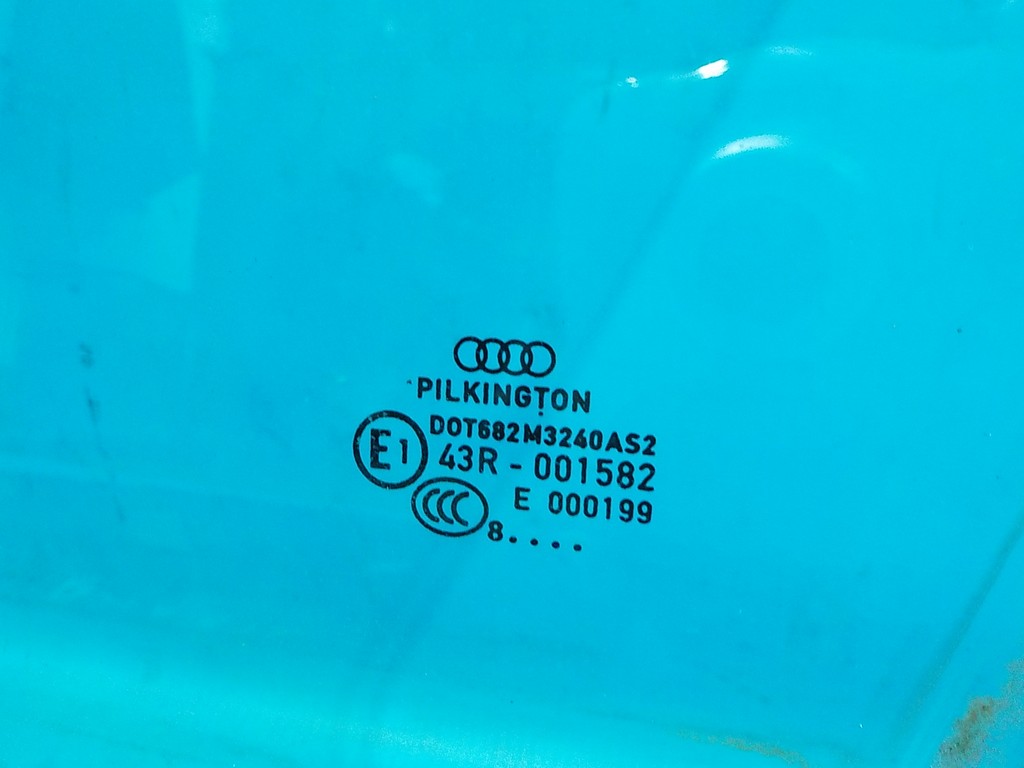 PILKINGTON
DOT682M3240AS2
E1 43R - 001582
CCC E 000199
8....